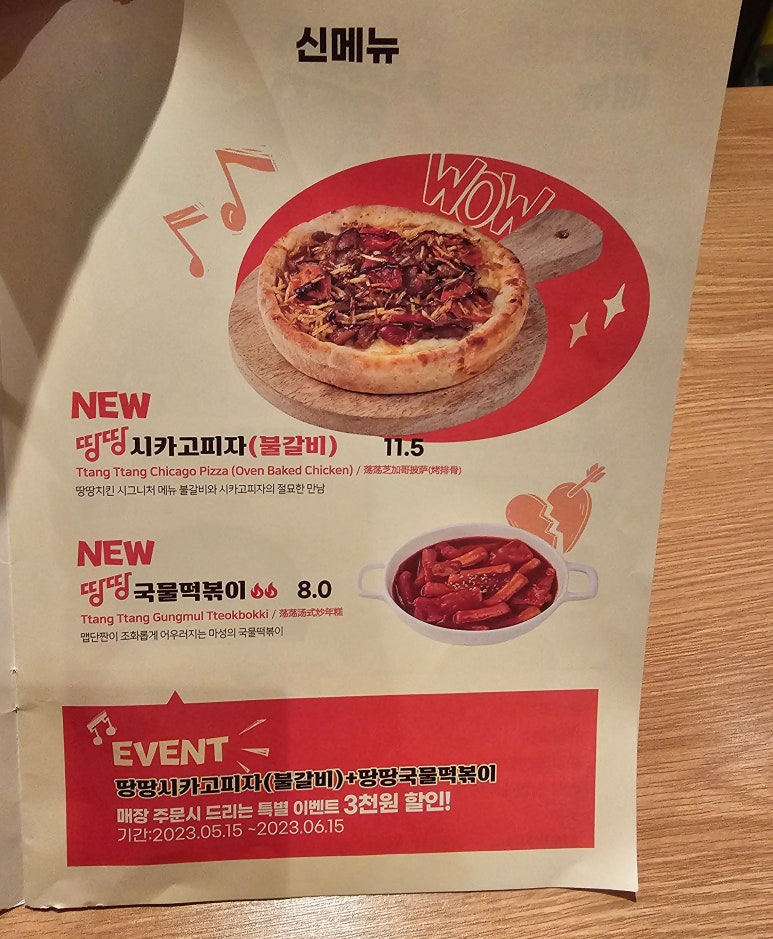 신메뉴
WOW
NEW
땅땅시카고피자(불갈비) 11.5
Ttang Ttang Chicago Pizza (Oven Baked Chicken) / 荡荡芝加哥披萨(烤排骨)
땅땅치킨 시그니처 메뉴 불갈비와 시카고피자의 절묘한 만남
NEW
땅땅국물떡볶이 8.0
Ttang Ttang Gungmul Tteokbokki / 荡荡汤式炒年糕
맵단짠이 조화롭게 어우러지는 마성의 국물떡볶이
EVENT
땅땅시카고피자(불갈비)+땅땅국물떡볶이
매장 주문시 드리는 특별 이벤트 3천원 할인!
기간:2023.05.15 ~2023.06.15